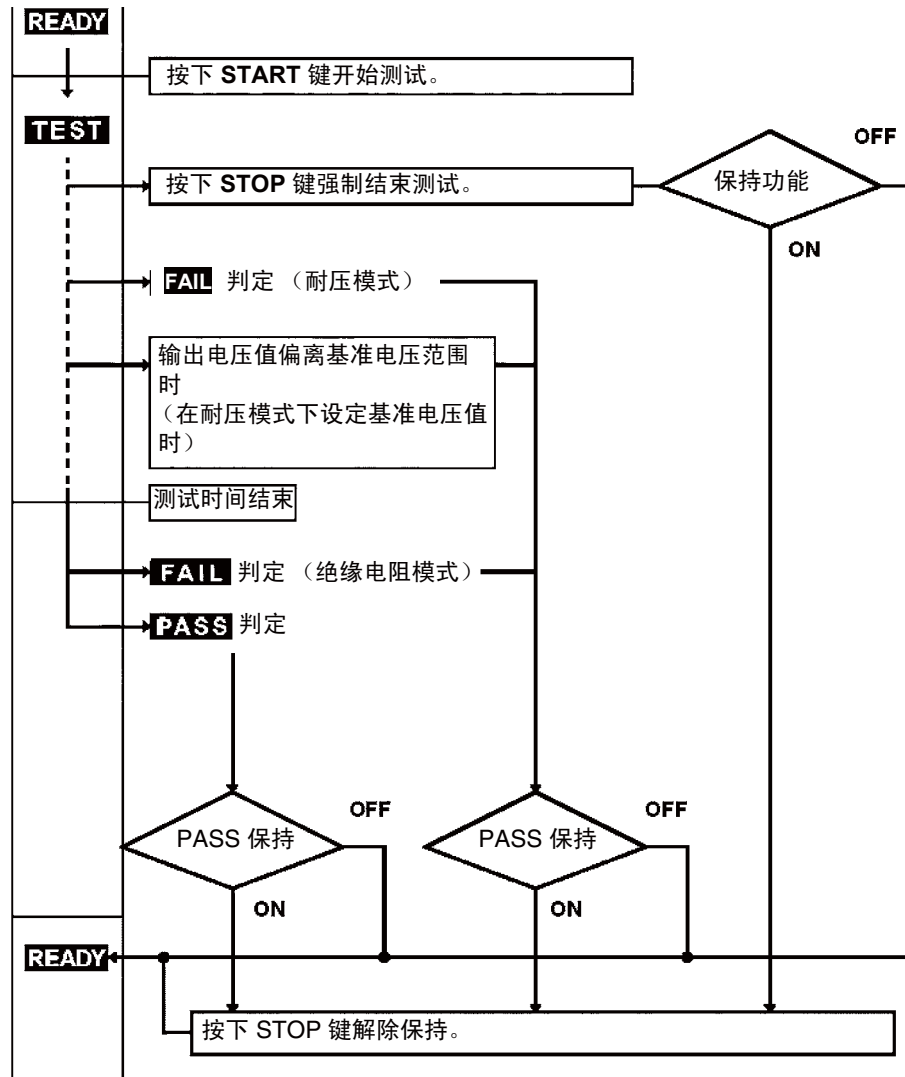 READY
按下 START 键开始测试。
TEST
OFF
按下 STOP 键强制结束测试。
保持功能
ON
FAIL 判定 （耐压模式）
输出电压值偏离基准电压范围
时
（在耐压模式下设定基准电压值
时）
测试时间结束
FAIL 判定 （绝缘电阻模式）
PASS 判定
OFF
OFF
PASS 保持
PASS 保持
ON
ON
READY
按下 STOP 键解除保持。